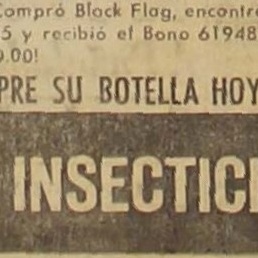 Compró Black Flag, encontr
5 y recibió el Bono 61948
0.00!
PRE SU BOTELLA HOY
INSECTIC